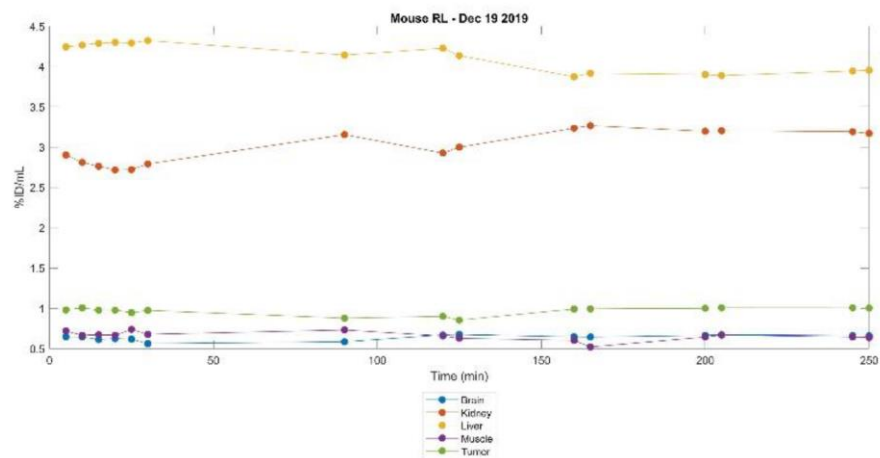 Mouse RL - Dec 19 2019
4.5
4
3.5
3
2.5
2
1.5
1
0.5
%ID/mL
0
50
100
150
200
250
Time (min)
Brain
Kidney
Liver
Muscle
Tumor